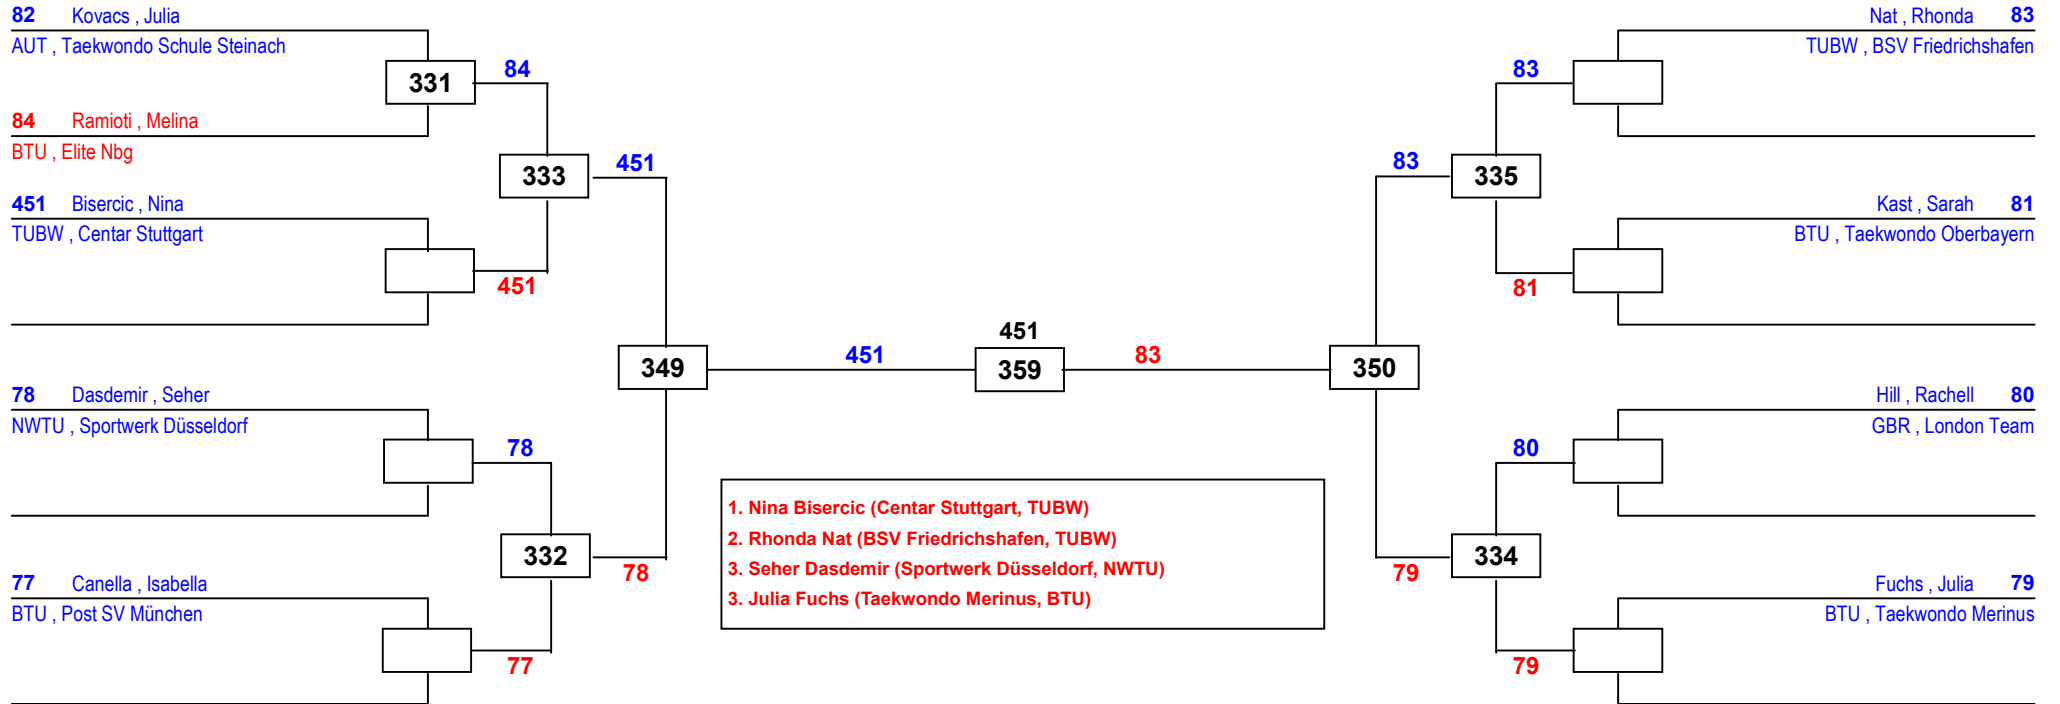 82 Kovacs , Julia
AUT , Taekwondo Schule Steinach
331
84
84 Ramioti , Melina
BTU , Elite Nbg
333
451
451 Bisercic , Nina
TUBW , Centar Stuttgart
451
349
451
78 Dasdemir , Seher
NWTU , Sportwerk Düsseldorf
78
332
78
77 Canella , Isabella
BTU , Post SV München
77
451
359
83
Nat , Rhonda 83
TUBW , BSV Friedrichshafen
83
83
335
Kast , Sarah 81
BTU , Taekwondo Oberbayern
81
350
Hill , Rachell 80
GBR , London Team
80
334
79
Fuchs , Julia 79
BTU , Taekwondo Merinus
79
1. Nina Bisercic (Centar Stuttgart, TUBW)
2. Rhonda Nat (BSV Friedrichshafen, TUBW)
3. Seher Dasdemir (Sportwerk Düsseldorf, NWTU)
3. Julia Fuchs (Taekwondo Merinus, BTU)